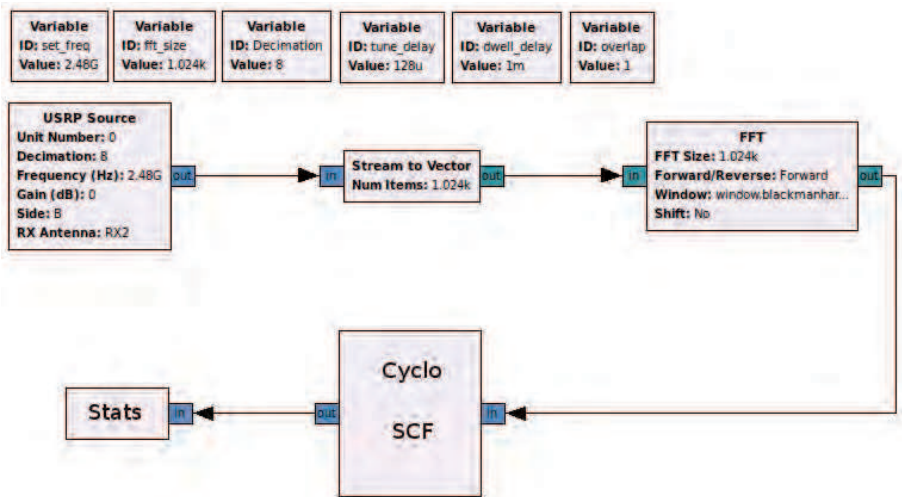 Variable
ID: set_freq
Value: 2.48G
Variable
ID: fft_size
Value: 1.024k
Variable
ID: Decimation
Value: 8
Variable
ID: tune_delay
Value: 128u
Variable
ID: dwell_delay
Value: 1m
Variable
ID: overlap
Value: 1
USRP Source
Unit Number: 0
Decimation: 8
Frequency (Hz): 2.48G
Gain (dB): 0
Side: B
RX Antenna: RX2
out
in
Stream to Vector
Num Items: 1.024k
out
in
FFT
FFT Size: 1.024k
Forward/Reverse: Forward
Window: window.blackmanhar...
Shift: No
out
Stats
in
out
Cyclo
SCF
in